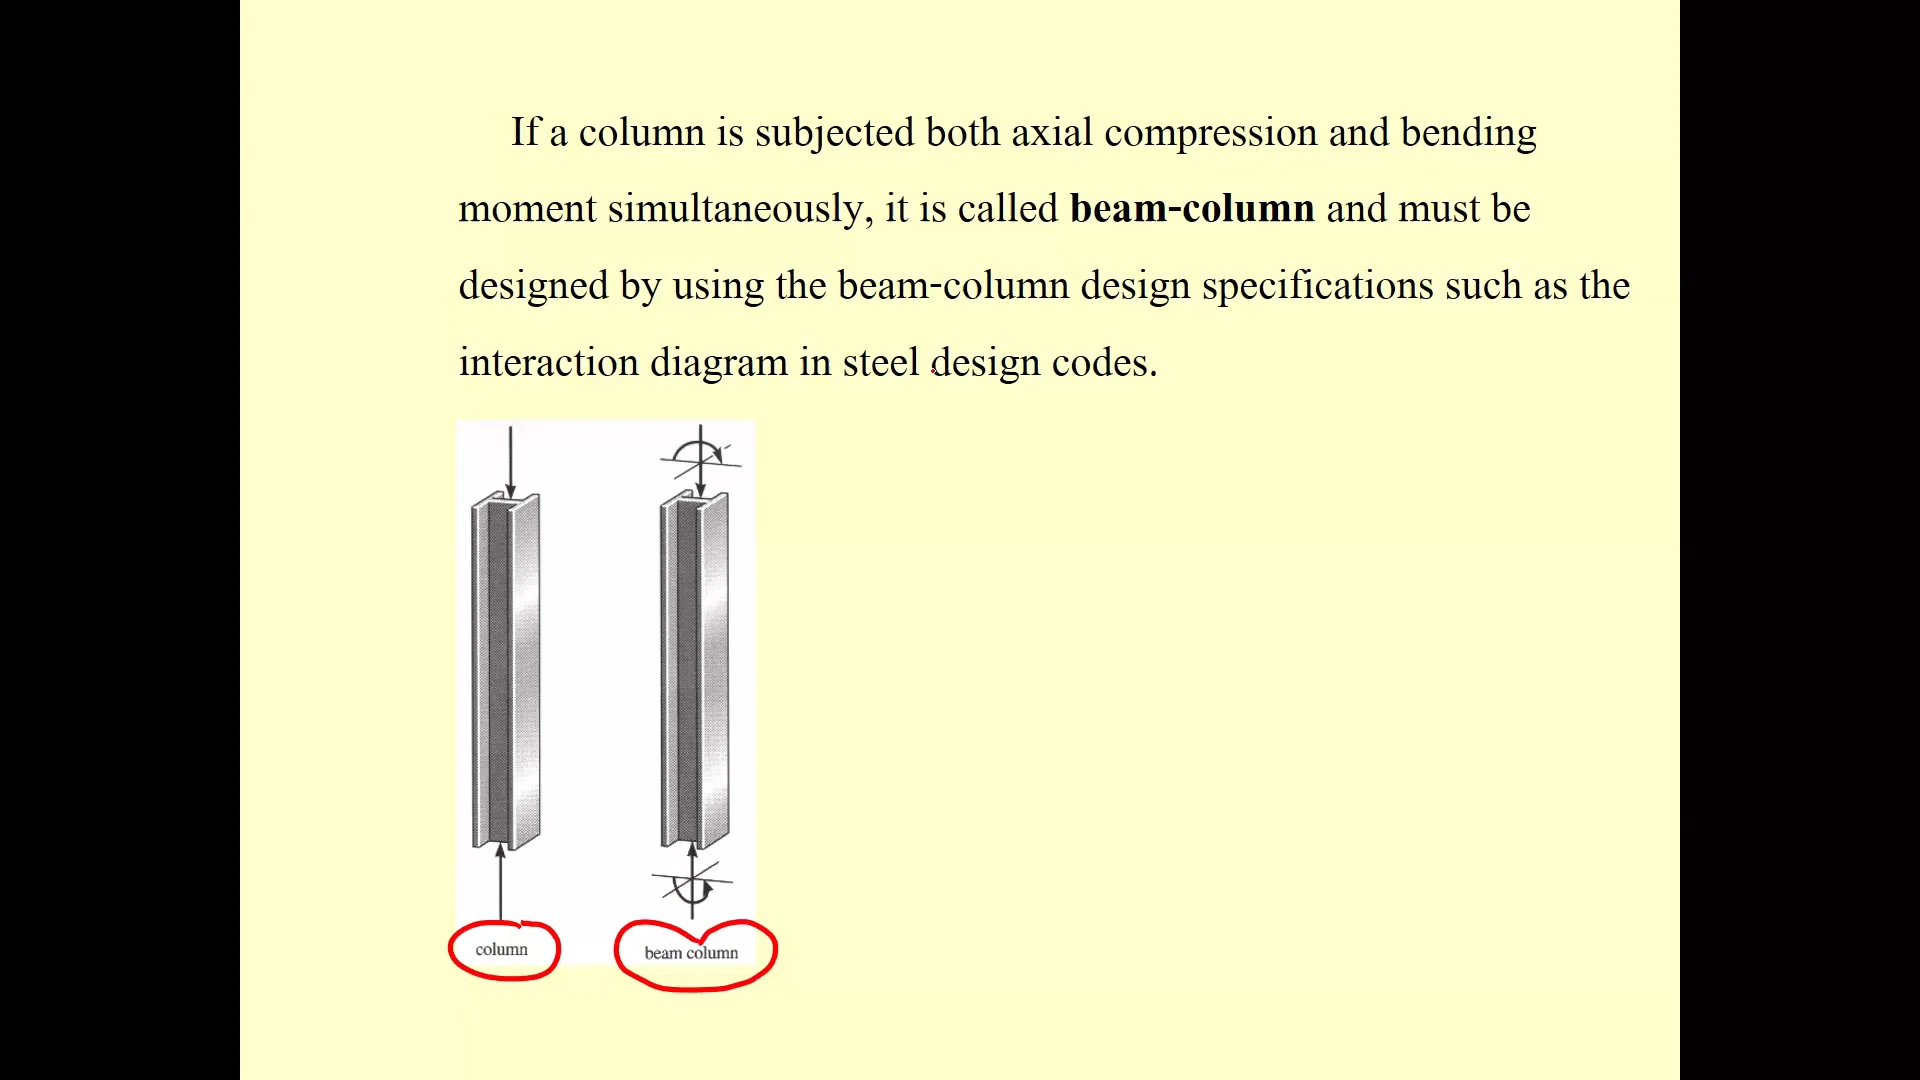 If a column is subjected both axial compression and bending
moment simultaneously, it is called beam-column and must be
designed by using the beam-column design specifications such as the
interaction diagram in steel design codes.
column
beam column